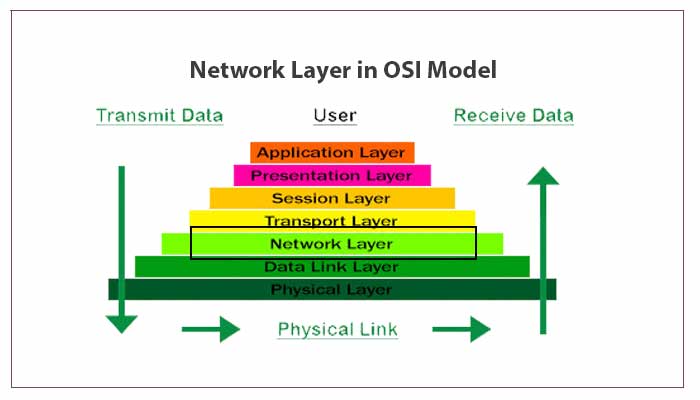 Network Layer in OSI Model
Transmit Data User Receive Data
Application Layer
Presentation Layer
Session Layer
Transport Layer
Network Layer
Data Link Layer
Physical Layer
Physical Link